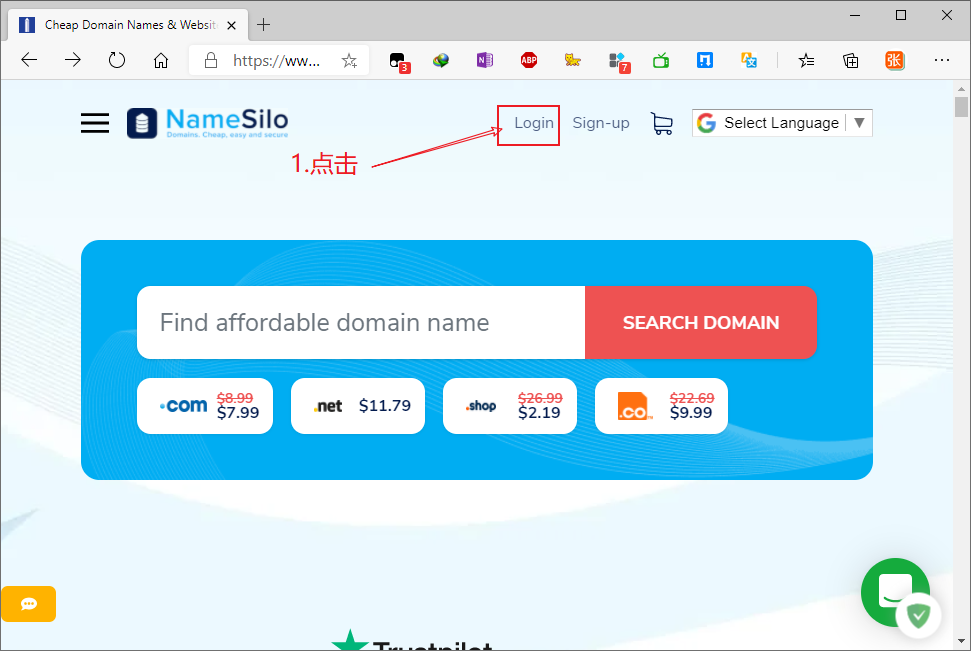 Cheap Domain Names & Websit
https://ww...
3
ABP
7
张
NameSilo
Domains. Cheap, easy and secure
Login
Sign-up
Select Language
1.点击
Find affordable domain name
SEARCH DOMAIN
.com $8.99 $7.99
.net $11.79
.shop $26.99 $2.19
.co $22.69 $9.99
Trustpilot